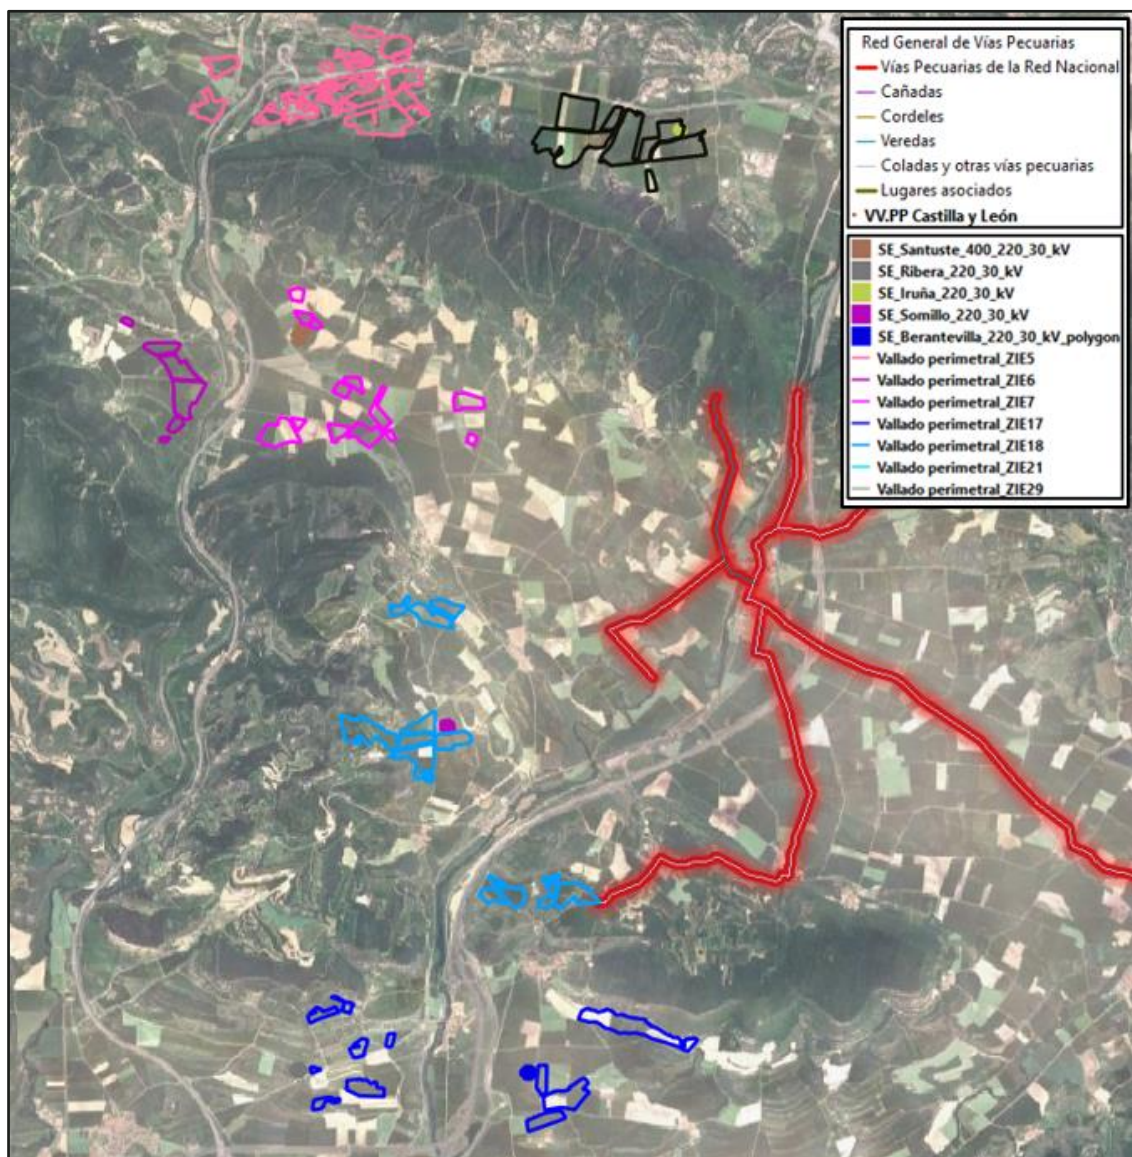 Red General de Vías Pecuarias
Vías Pecuarias de la Red Nacional
Cañadas
Cordeles
Veredas
Coladas y otras vías pecuarias
Lugares asociados
VV.PP Castilla y León
SE_Santuste_400_220_30_kV
SE_Ribera_220_30_kV
SE_Iruña_220_30_kV
SE_Somillo_220_30_kV
SE_Berantevilla_220_30_kV_polygon
Vallado perimetral_ZIE5
Vallado perimetral_ZIE6
Vallado perimetral_ZIE7
Vallado perimetral_ZIE17
Vallado perimetral_ZIE18
Vallado perimetral_ZIE21
Vallado perimetral_ZIE29